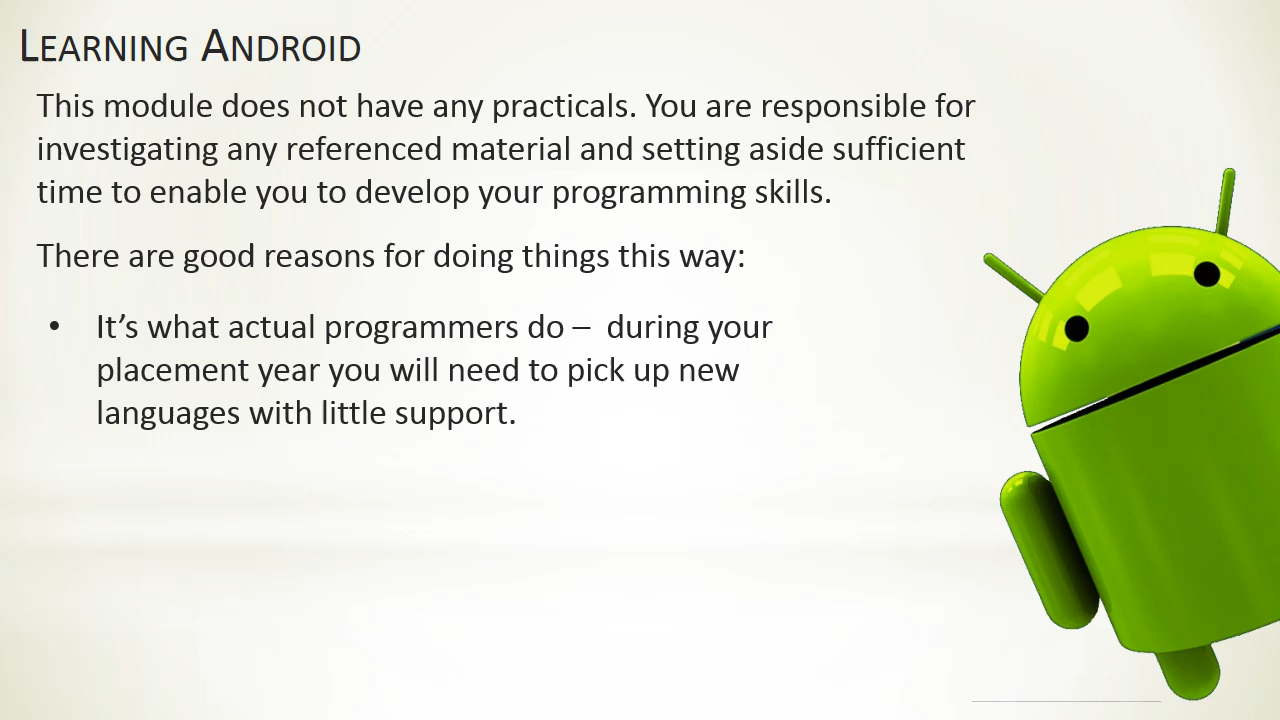 LEARNING ANDROID
This module does not have any practicals. You are responsible for
investigating any referenced material and setting aside sufficient
time to enable you to develop your programming skills.
There are good reasons for doing things this way:
• It’s what actual programmers do – during your
placement year you will need to pick up new
languages with little support.